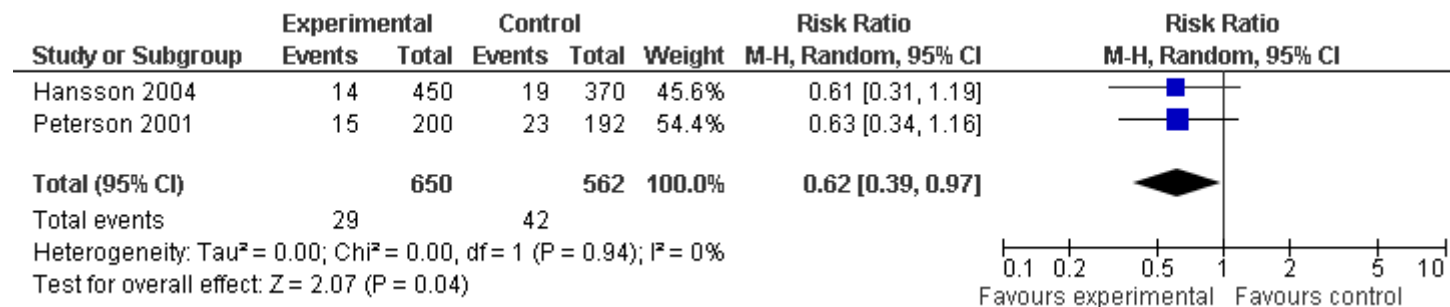 Experimental Control Risk Ratio Risk Ratio
Study or Subgroup Events Total Events Total Weight M-H, Random, 95% CI M-H, Random, 95% CI
Hansson 2004 14 450 19 370 45.6% 0.61 [0.31, 1.19]
Peterson 2001 15 200 23 192 54.4% 0.63 [0.34, 1.16]
Total (95% CI) 650 562 100.0% 0.62 [0.39, 0.97]
Total events 29 42
Heterogeneity: Tau² = 0.00; Chi² = 0.00, df = 1 (P = 0.94); I² = 0%
Test for overall effect: Z = 2.07 (P = 0.04)
0.1 0.2 0.5 1 2 5 10
Favours experimental Favours control